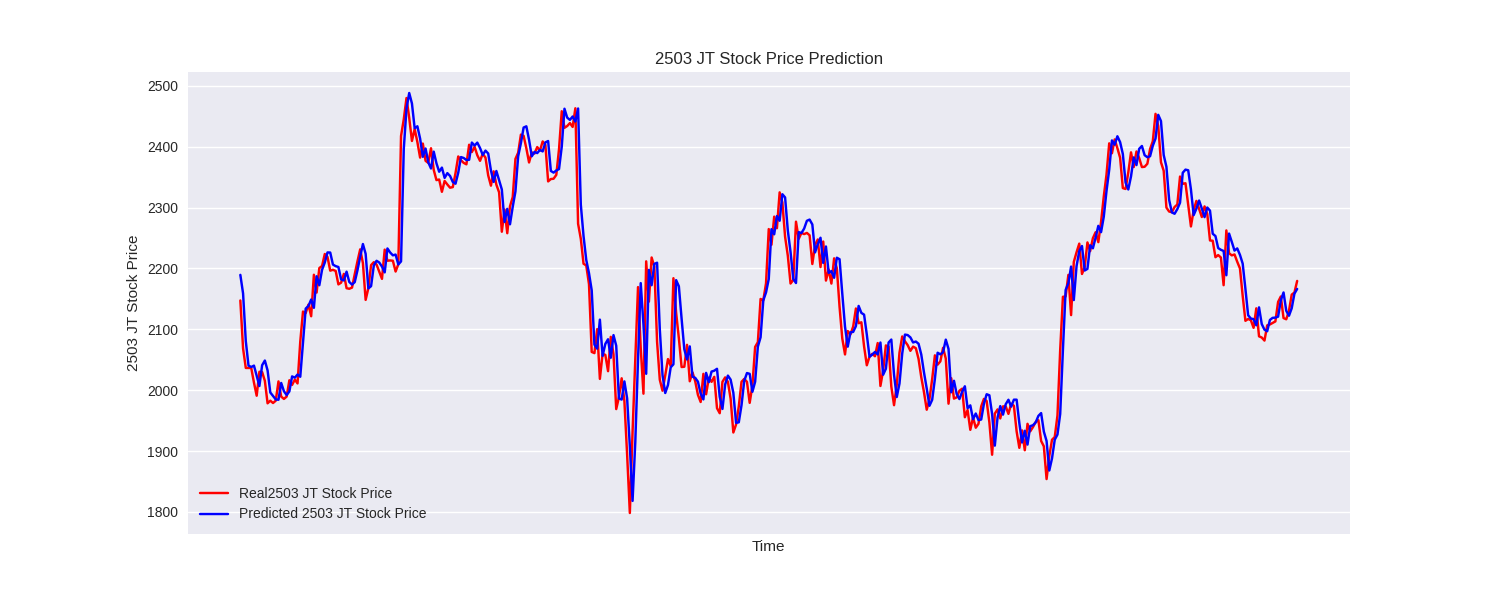 2503 JT Stock Price Prediction
2503 JT Stock Price
2500
2400
2300
2200
2100
2000
1900
1800
Real2503 JT Stock Price
Predicted 2503 JT Stock Price
Time